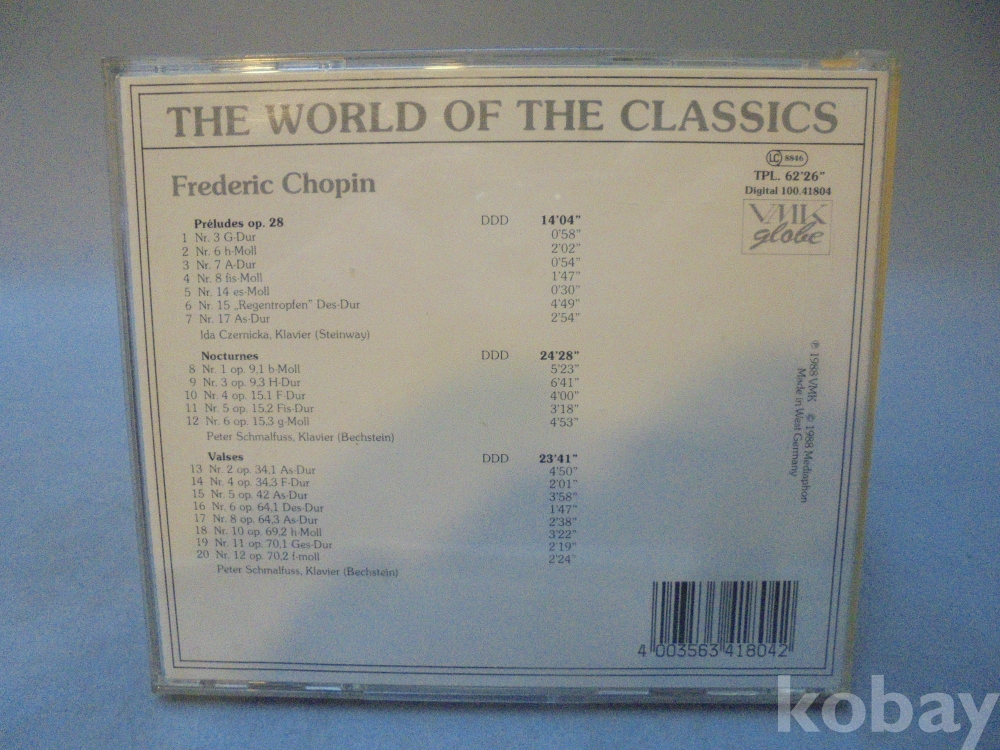 THE WORLD OF THE CLASSICS
LC 8846
TPL. 62'26"
Digital 100.41804
VMK
globe
Frederic Chopin
Préludes op. 28 DDD 14'04"
1 Nr. 3 G-Dur 0'58"
2 Nr. 6 h-Moll 2'02"
3 Nr. 7 A-Dur 0'54"
4 Nr. 8 fis-Moll 1'47"
5 Nr. 14 es-Moll 0'30"
6 Nr. 15 „Regentropfen" Des-Dur 4'49"
7 Nr. 17 As-Dur 2'54"
Ida Czernicka, Klavier (Steinway)
Nocturnes DDD 24'28"
8 Nr. 1 op. 9,1 b-Moll 5'23"
9 Nr. 3 op. 9,3 H-Dur 6'41"
10 Nr. 4 op. 15,1 F-Dur 4'00"
11 Nr. 5 op. 15,2 Fis-Dur 3'18"
12 Nr. 6 op. 15,3 g-Moll 4'53"
Peter Schmalfuss, Klavier (Bechstein)
Valses DDD 23'41"
13 Nr. 2 op. 34,1 As-Dur 4'50"
14 Nr. 4 op. 34,3 F-Dur 2'01"
15 Nr. 5 op. 42 As-Dur 3'58"
16 Nr. 6 op. 64,1 Des-Dur 1'47"
17 Nr. 8 op. 64,3 As-Dur 2'38"
18 Nr. 10 op. 69,2 h-Moll 3'22"
19 Nr. 11 op. 70,1 Ges-Dur 2'19"
20 Nr. 12 op. 70,2 f-moll 2'24"
Peter Schmalfuss, Klavier (Bechstein)
℗ 1988 VMK © 1988 Mediaphon
Made in West Germany
4 003563 418042
kobay